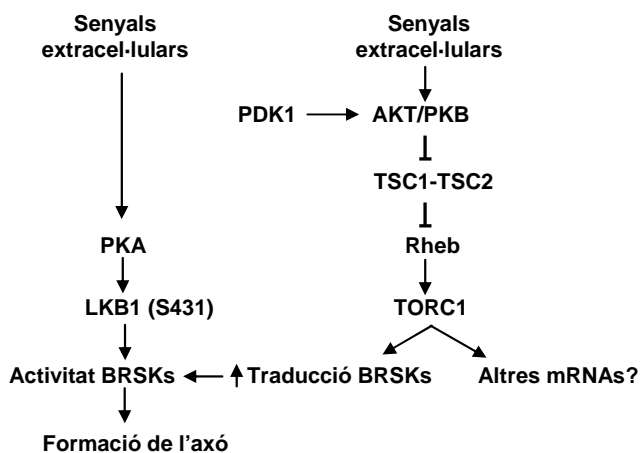 Senyals
extracel·lulars
Senyals
extracel·lulars
PDK1
AKT/PKB
TSC1-TSC2
PKA
Rheb
LKB1 (S431)
TORC1
Activitat BRSKs
Traducció BRSKs
Altres mRNAs?
Formació de l'axó